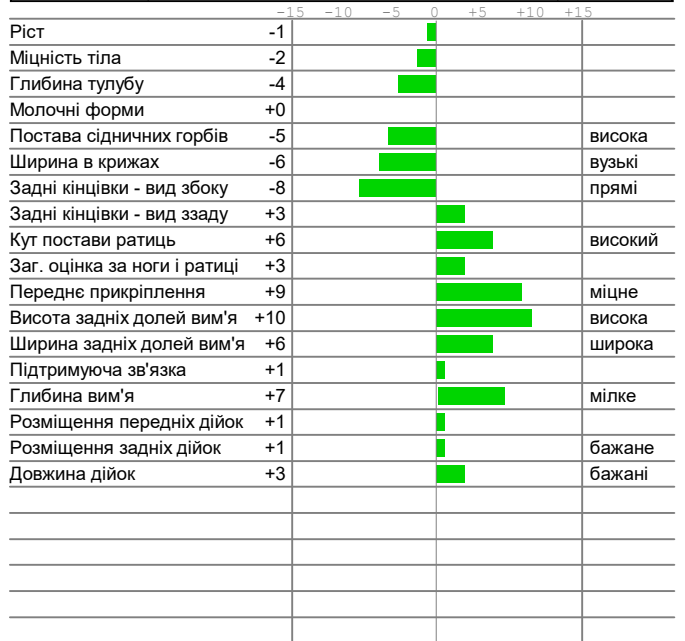 -15 -10 -5 0 +5 +10 +15
Ріст -1
Міцність тіла -2
Глибина тулубу -4
Молочні форми +0
Постава сідничних горбів -5 висока
Ширина в крижах -6 вузькі
Задні кінцівки - вид збоку -8 прямі
Задні кінцівки - вид ззаду +3
Кут постави ратиць +6 високий
Заг. оцінка за ноги і ратиці +3
Переднє прикріплення +9 міцне
Висота задніх долей вим'я +10 висока
Ширина задніх долей вим'я +6 широка
Підтримуюча зв'язка +1
Глибина вим'я +7 мілке
Розміщення передніх дійок +1
Розміщення задніх дійок +1 бажане
Довжина дійок +3 бажані